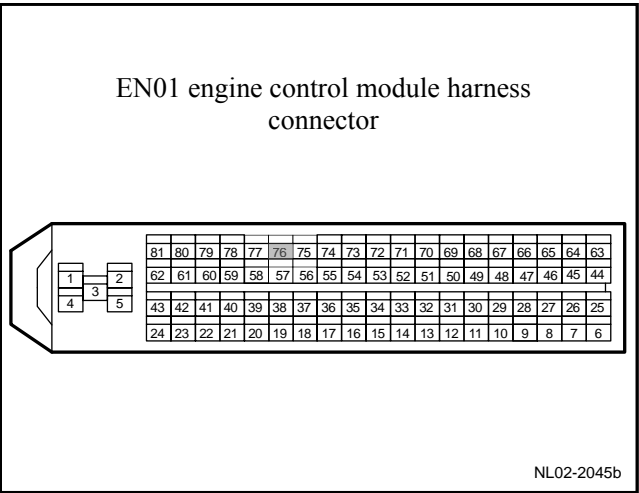 EN01 engine control module harness
connector
81 80 79 78 77 76 75 74 73 72 71 70 69 68 67 66 65 64 63
1 2 62 61 60 59 58 57 56 55 54 53 52 51 50 49 48 47 46 45 44
3
4 5 43 42 41 40 39 38 37 36 35 34 33 32 31 30 29 28 27 26 25
24 23 22 21 20 19 18 17 16 15 14 13 12 11 10 9 8 7 6
NL02-2045b